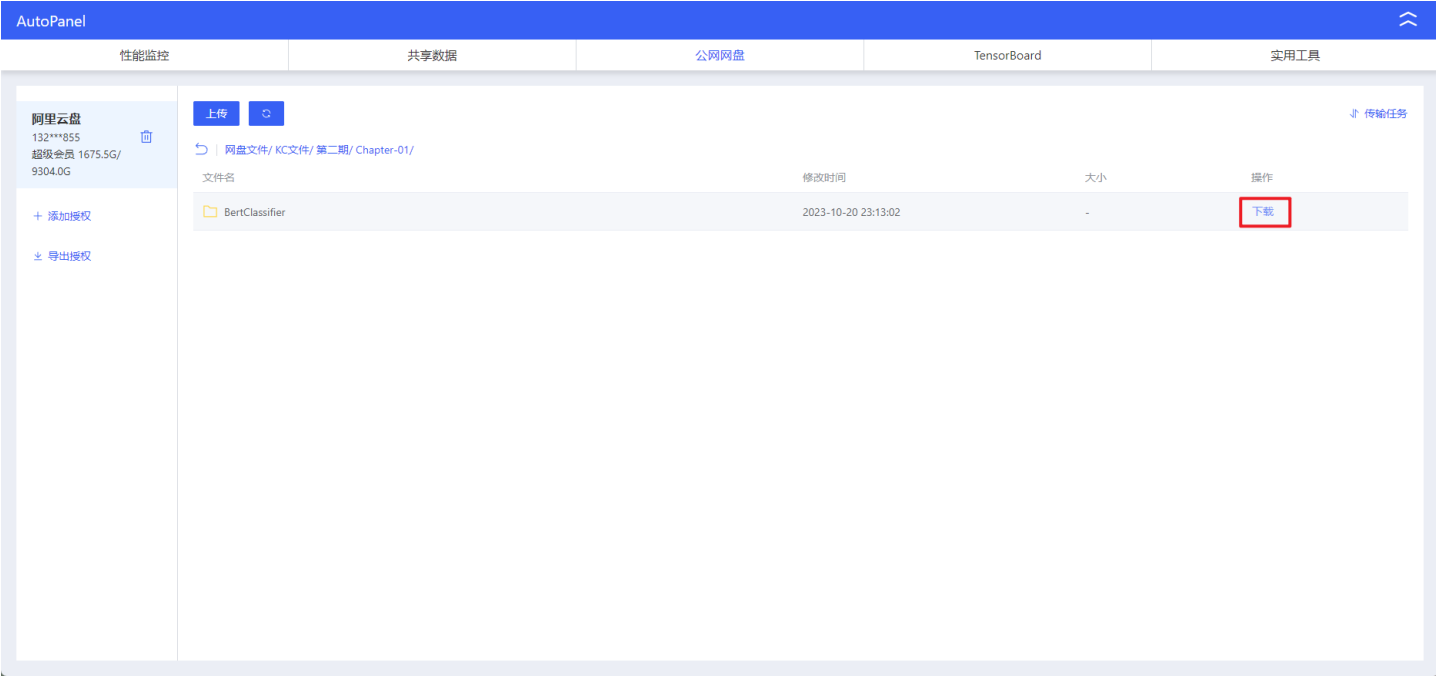 AutoPanel
性能监控
共享数据
公网网盘
TensorBoard
实用工具
阿里云盘
132***855
超级会员 1675.5G/
9304.0G
添加授权
导出授权
上传
传输任务
网盘文件/ KC文件/ 第二期/ Chapter-01/
文件名 修改时间 大小 操作
BertClassifier 2023-10-20 23:13:02 - 下载